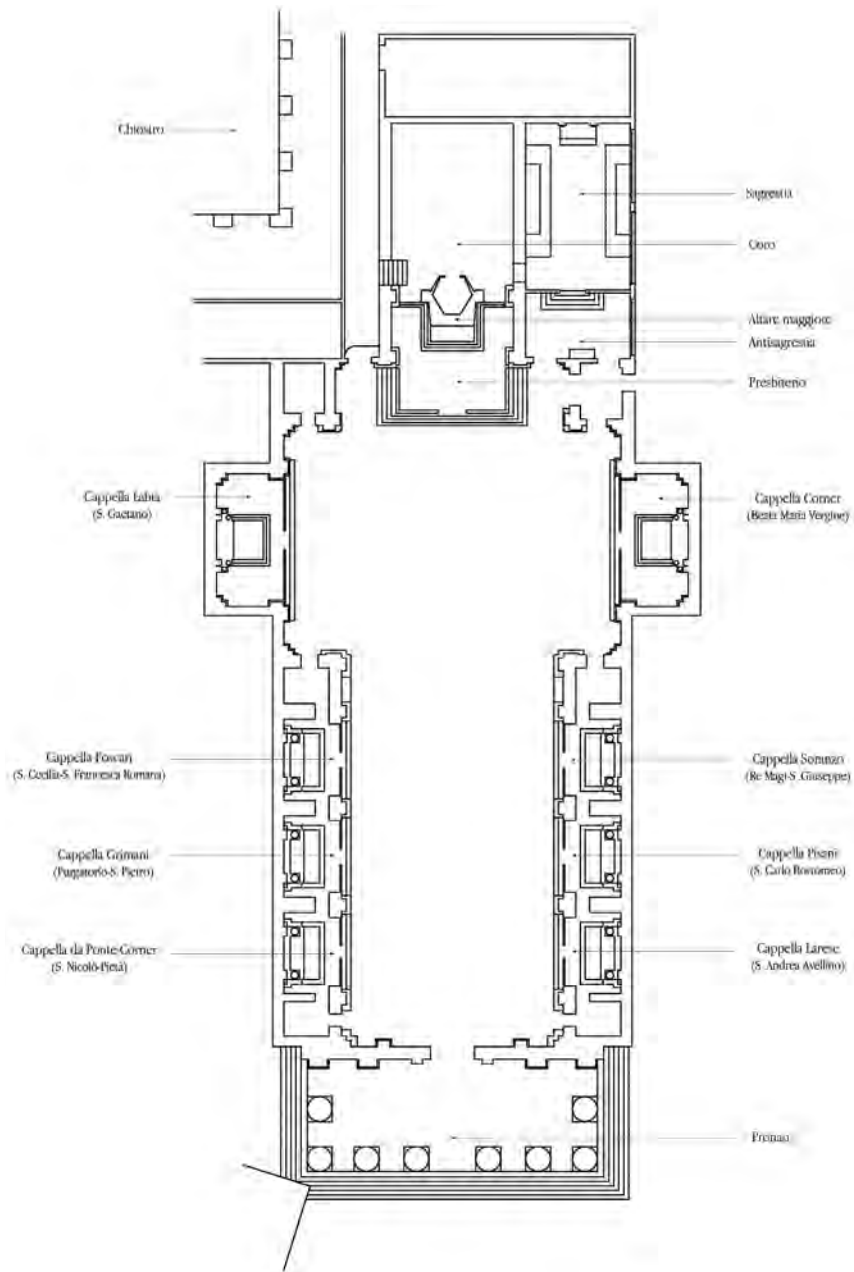 Chiostro
Sagrestia
Coro
Altare maggiore
Antisagrestia
Presbiterio
Cappella Labia
(S. Gaetano)
Cappella Corner
(Beata Maria Vergine)
Cappella Foscari
(S. Cecilia-S. Francesca Romana)
Cappella Soranzo
(Re Magi-S. Giuseppe)
Cappella Grimani
(Purgatorio-S. Pietro)
Cappella Pisani
(S. Carlo Borromeo)
Cappella da Ponte-Corner
(S. Nicolò-Pietà)
Cappella Larese
(S. Andrea Avellino)
Pronao